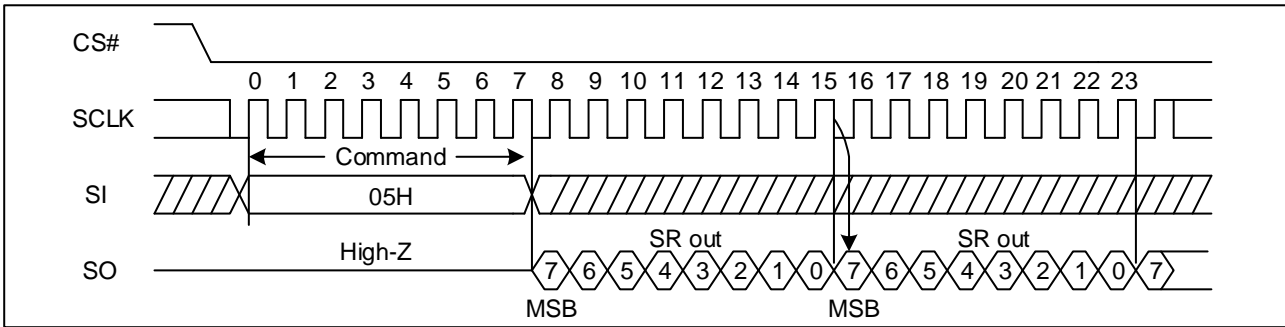 CS#
0 1 2 3 4 5 6 7 8 9 10 11 12 13 14 15 16 17 18 19 20 21 22 23
SCLK
Command
SI
05H
High-Z
SR out
SR out
SO
7 6 5 4 3 2 1 0 7 6 5 4 3 2 1 0 7
MSB
MSB